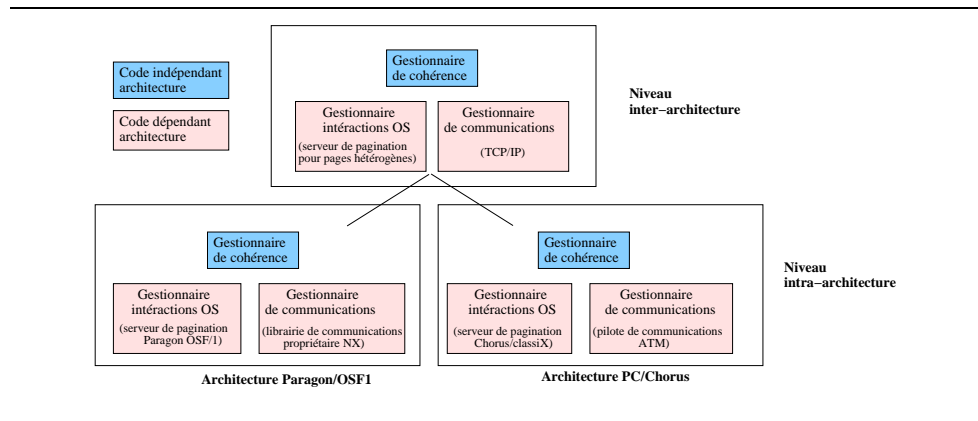 Gestionnaire
de cohérence
Code indépendant
architecture
Code dépendant
architecture
Niveau
inter−architecture
Gestionnaire
intéractions OS
(serveur de pagination
pour pages hétérogènes)
Gestionnaire
de communications
(TCP/IP)
Gestionnaire
de cohérence
Gestionnaire
intéractions OS
(serveur de pagination
Paragon OSF/1)
Gestionnaire
de communications
(librairie de communications
propriétaire NX)
Architecture Paragon/OSF1
Gestionnaire
de cohérence
Gestionnaire
intéractions OS
(serveur de pagination
Chorus/classiX)
Gestionnaire
de communications
(pilote de communications
ATM)
Architecture PC/Chorus
Niveau
intra−architecture